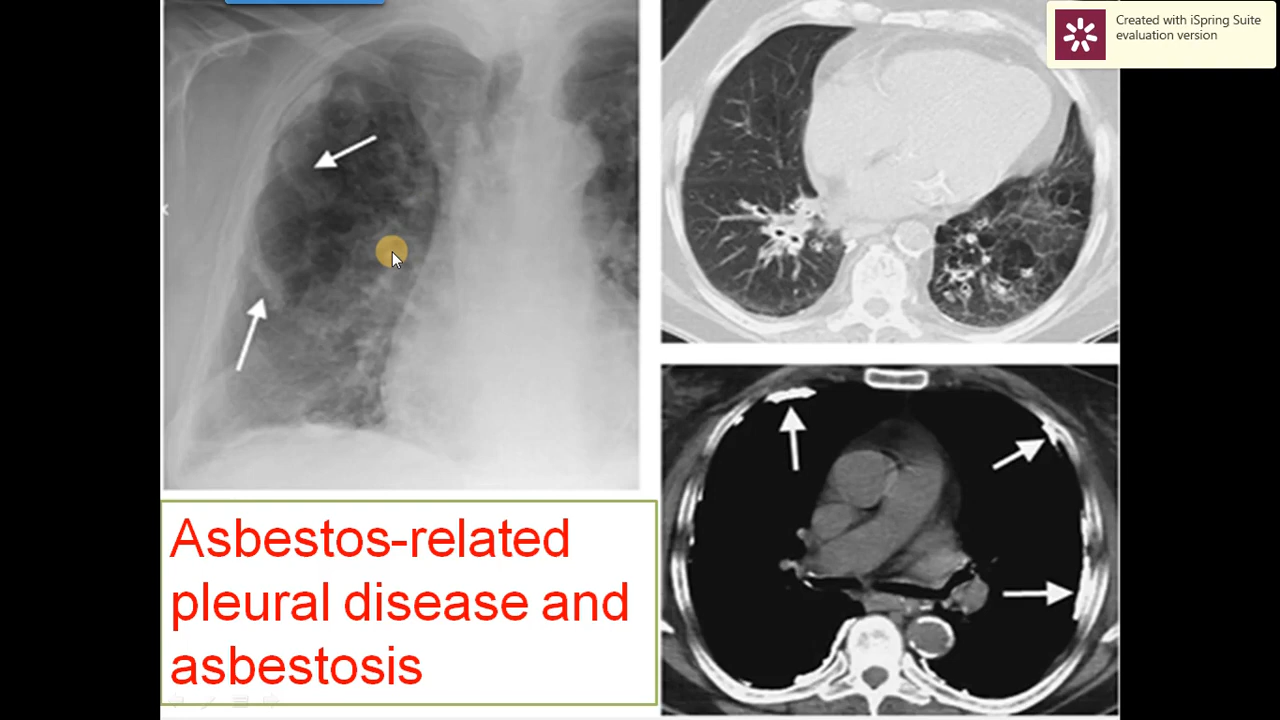 Created with iSpring Suite
evaluation version
Asbestos-related
pleural disease and
asbestosis